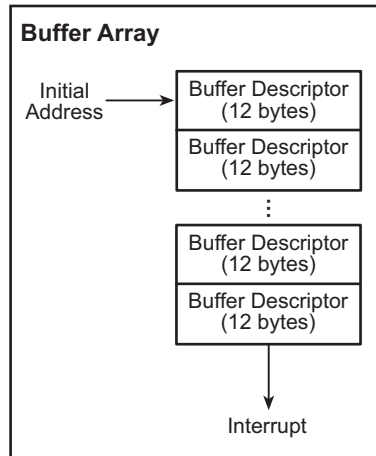 Buffer Array
Initial
Address
Buffer Descriptor
(12 bytes)
Buffer Descriptor
(12 bytes)
⋮
Buffer Descriptor
(12 bytes)
Buffer Descriptor
(12 bytes)
Interrupt